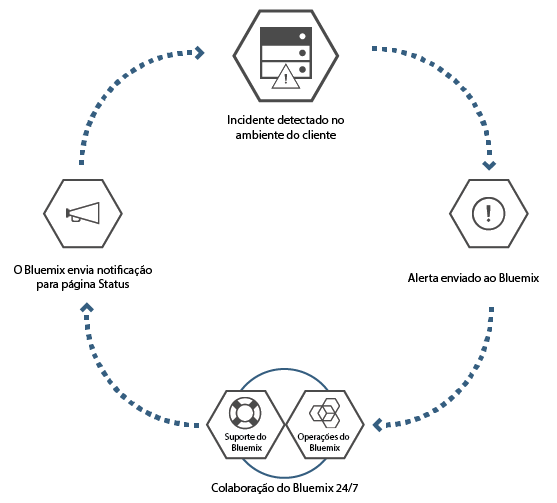 Incidente detectado no
ambiente do cliente
Alerta enviado ao Bluemix
Suporte do
Bluemix
Operações do
Bluemix
Colaboração do Bluemix 24/7
O Bluemix envia notificação
para página Status